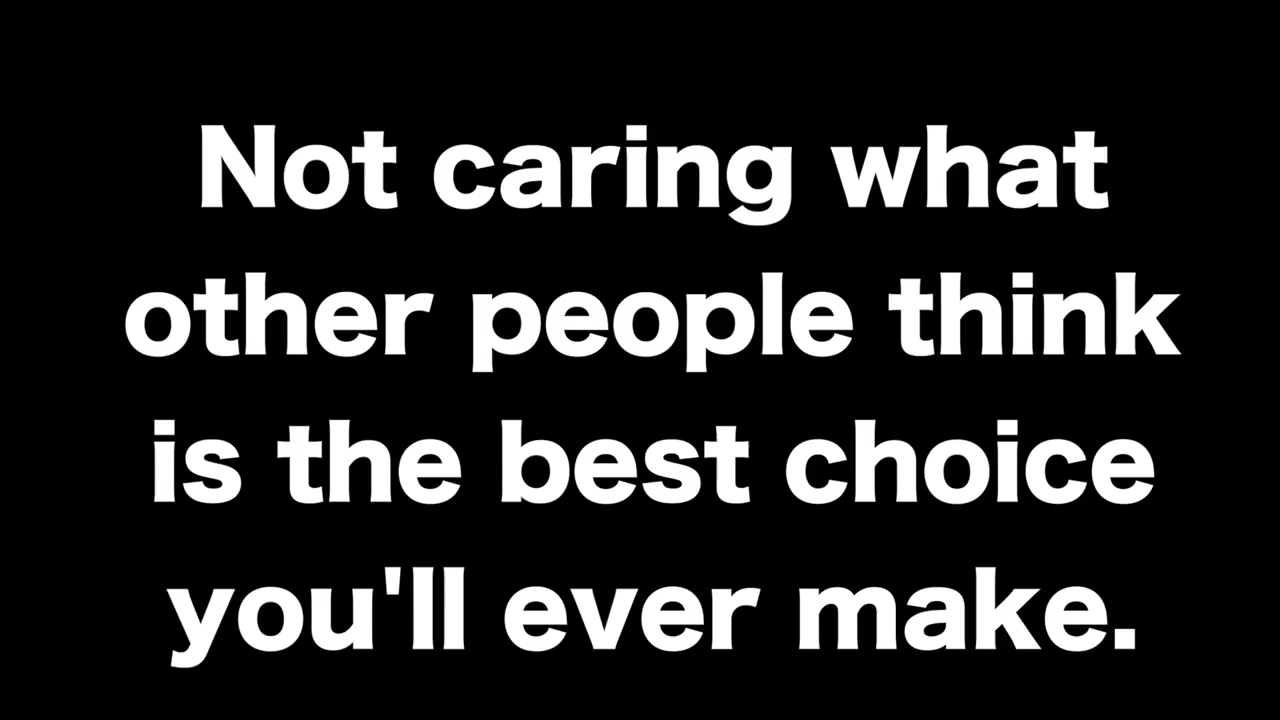 Not caring what
other people think
is the best choice
you'll ever make.